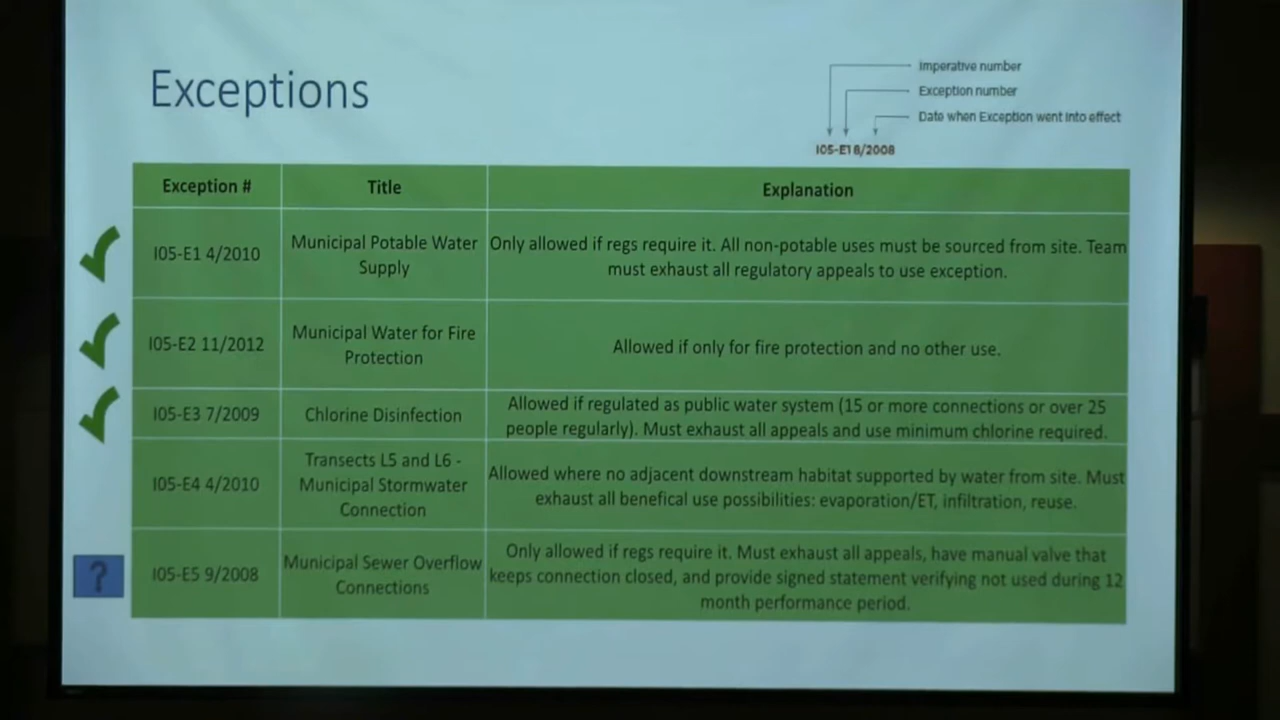 Exceptions
Imperative number
Exception number
Date when Exception went into effect
I05-E1 8/2008
Exception #
Title
Explanation
I05-E1 4/2010
Municipal Potable Water
Supply
Only allowed if regs require it. All non-potable uses must be sourced from site. Team
must exhaust all regulatory appeals to use exception.
I05-E2 11/2012
Municipal Water for Fire
Protection
Allowed if only for fire protection and no other use.
I05-E3 7/2009
Chlorine Disinfection
Allowed if regulated as public water system (15 or more connections or over 25
people regularly). Must exhaust all appeals and use minimum chlorine required.
I05-E4 4/2010
Transects L5 and L6 -
Municipal Stormwater
Connection
Allowed where no adjacent downstream habitat supported by water from site. Must
exhaust all benefical use possibilities: evaporation/ET, infiltration, reuse.
?
I05-E5 9/2008
Municipal Sewer Overflow
Connections
Only allowed if regs require it. Must exhaust all appeals, have manual valve that
keeps connection closed, and provide signed statement verifying not used during 12
month performance period.